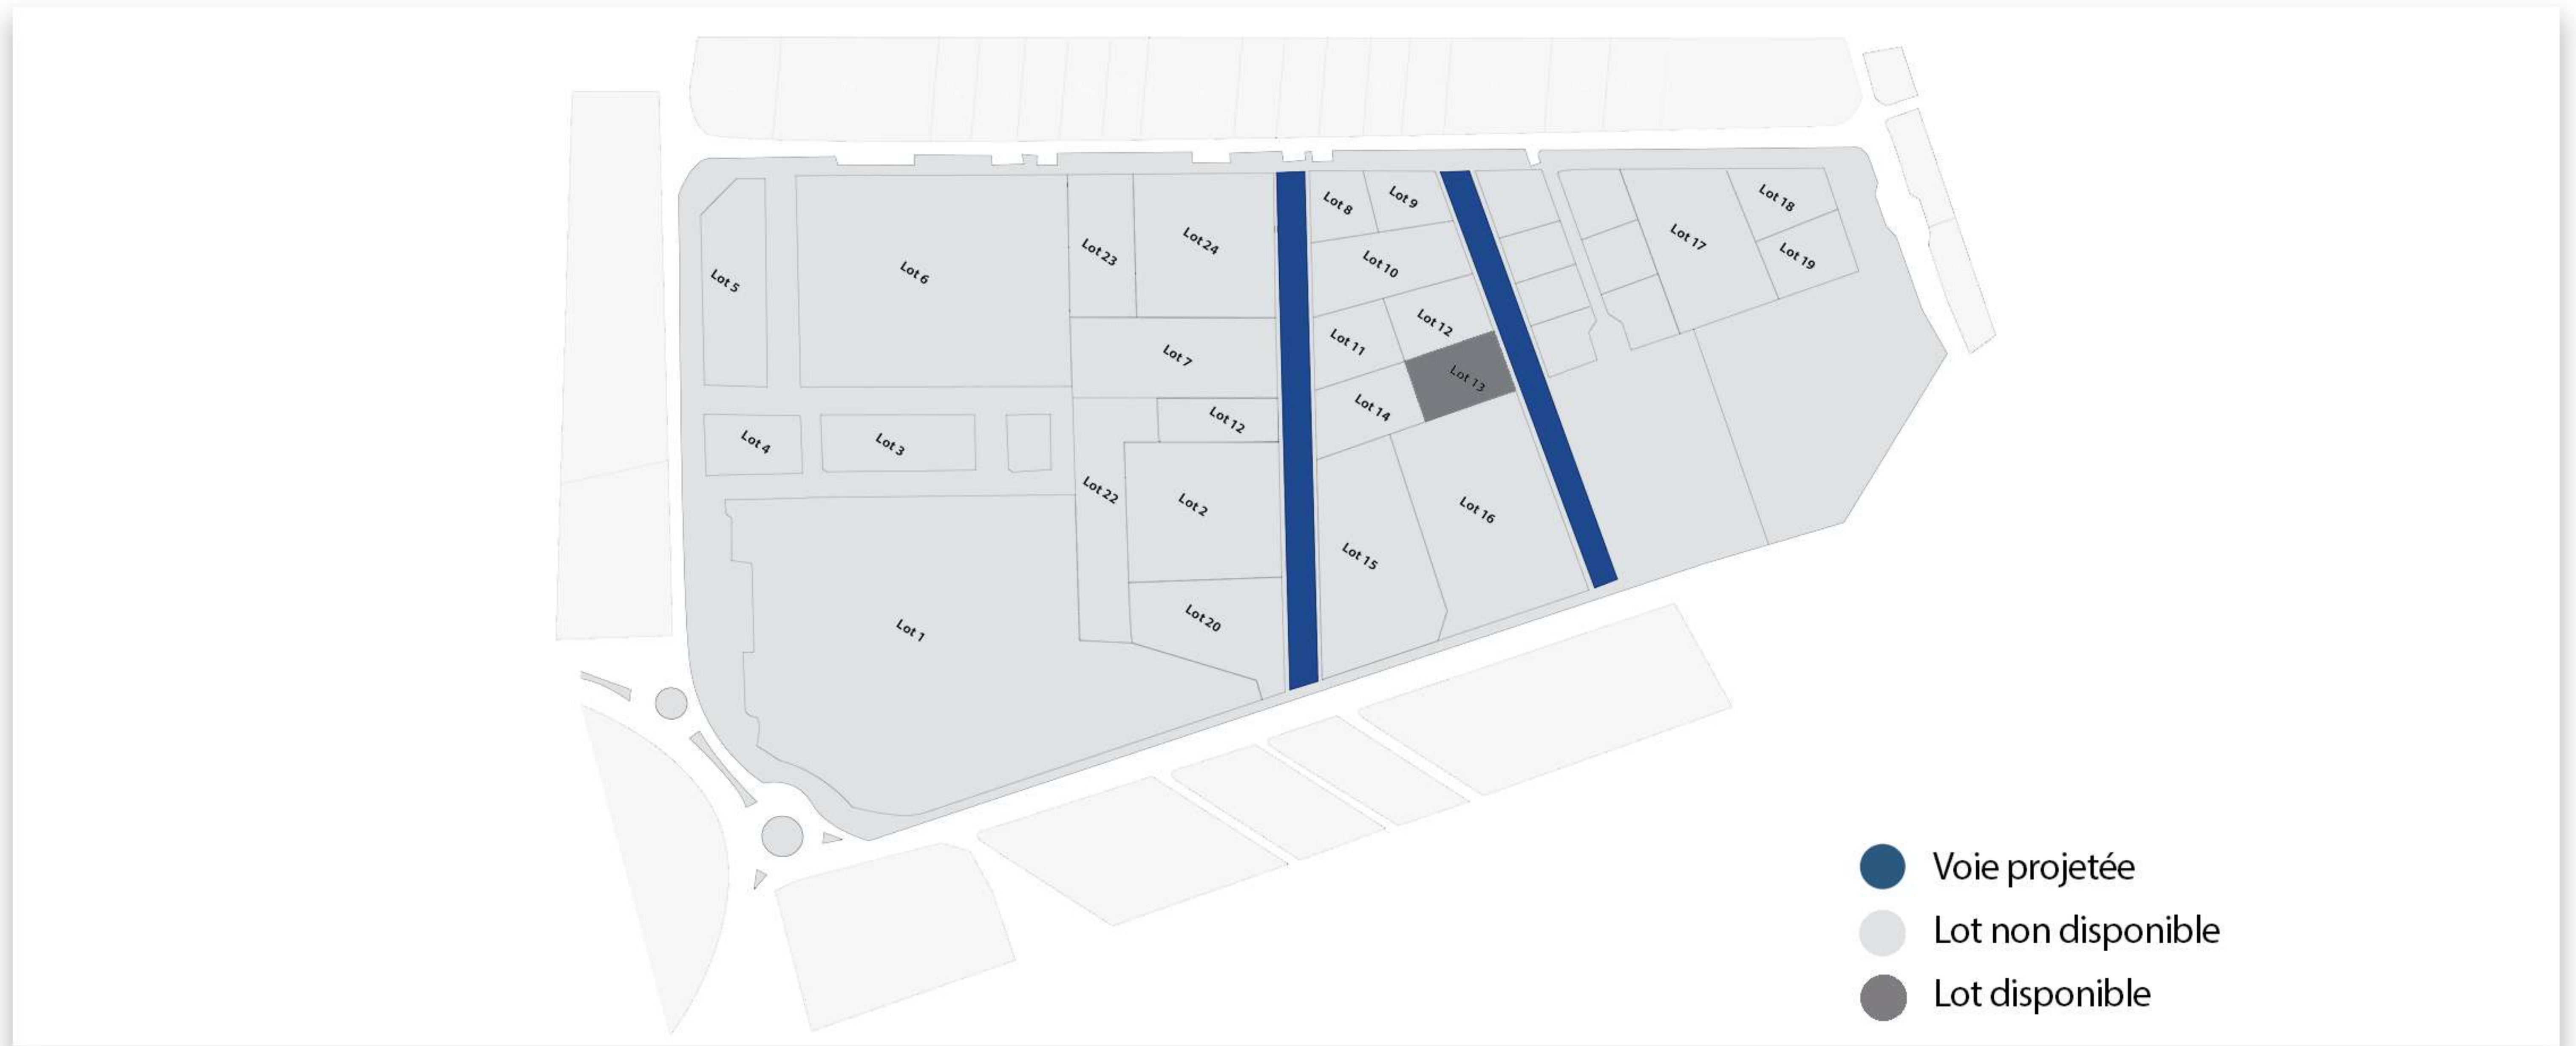 Lot 8
Lot 9
Lot 18
Lot 5
Lot 6
Lot 23
Lot 24
Lot 10
Lot 17
Lot 19
Lot 7
Lot 11
Lot 12
Lot 13
Lot 4
Lot 3
Lot 12
Lot 14
Lot 22
Lot 2
Lot 16
Lot 15
Lot 1
Lot 20
Voie projetée
Lot non disponible
Lot disponible